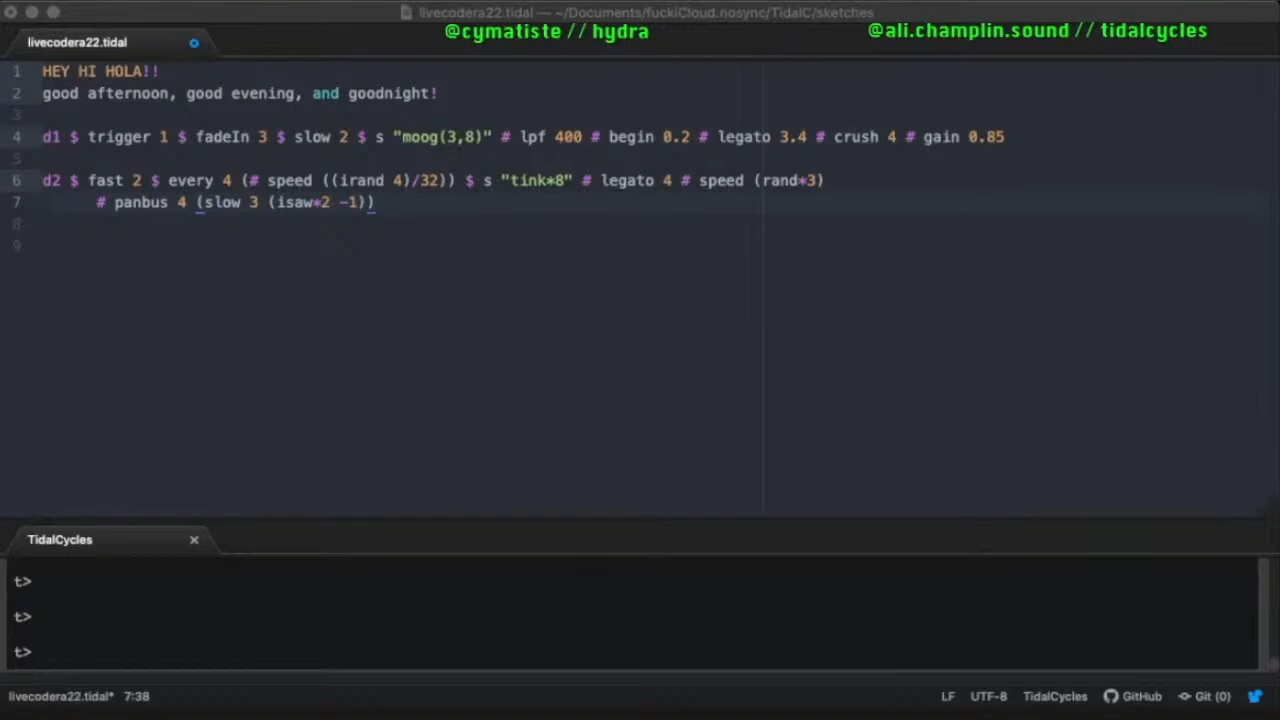 livecodera22.tidal — ~/Documents/fuckiCloud.nosync/TidalC/sketches
@cymatiste // hydra
@ali.champlin.sound // tidalcycles
livecodera22.tidal
1 HEY HI HOLA!!
2 good afternoon, good evening, and goodnight!
3
4 d1 $ trigger 1 $ fadeIn 3 $ slow 2 $ s "moog(3,8)" # lpf 400 # begin 0.2 # legato 3.4 # crush 4 # gain 0.85
5
6 d2 $ fast 2 $ every 4 (# speed ((irand 4)/32)) $ s "tink*8" # legato 4 # speed (rand*3)
7 # panbus 4 (slow 3 (isaw*2 -1))
8
9
TidalCycles
t>
t>
t>
livecodera22.tidal* 7:38
LF UTF-8 TidalCycles GitHub Git (0)